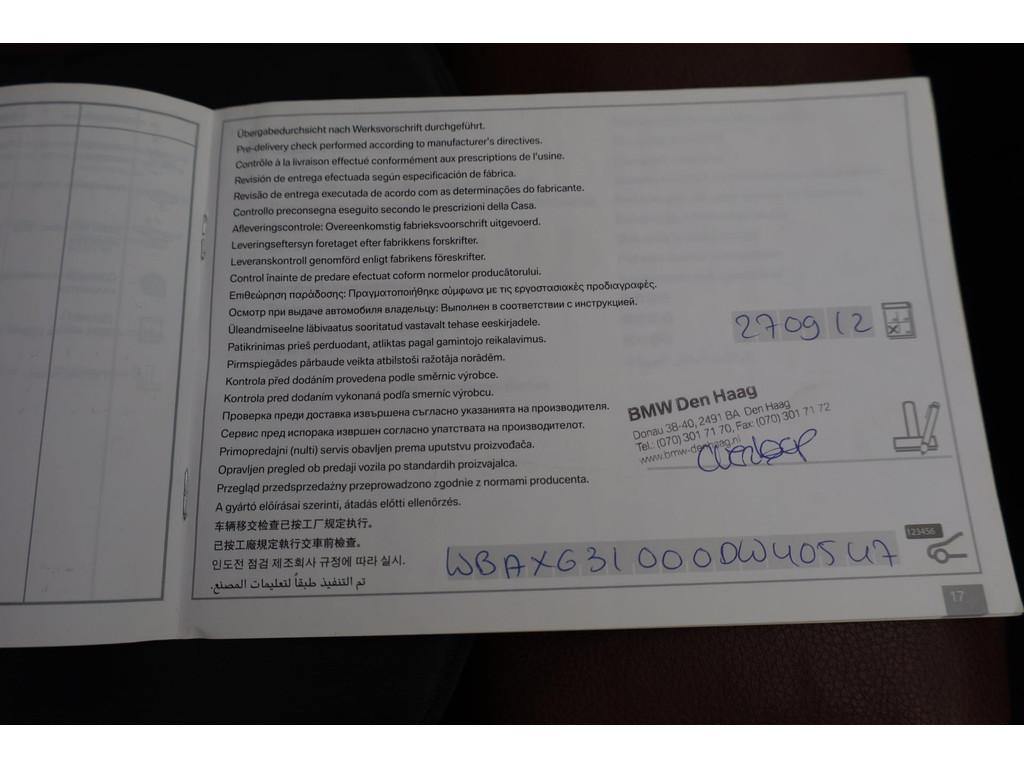 Übergabedurchsicht nach Werksvorschrift durchgeführt.
Pre-delivery check performed according to manufacturer's directives.
Contrôle à la livraison effectué conformément aux prescriptions de l'usine.
Revisión de entrega efectuada según especificación de fábrica.
Revisão de entrega executada de acordo com as determinações do fabricante.
Controllo preconsegna eseguito secondo le prescrizioni della Casa.
Afleveringscontrole: Overeenkomstig fabrieksvoorschrift uitgevoerd.
Leveringseftersyn foretaget efter fabrikkens forskrifter.
Leveranskontroll genomförd enligt fabrikens föreskrifter.
Control înainte de predare efectuat coform normelor producătorului.
Επιθεώρηση παράδοσης: Πραγματοποιήθηκε σύμφωνα με τις εργοστασιακές προδιαγραφές.
Осмотр при выдаче автомобиля владельцу: Выполнен в соответствии с инструкцией.
Üleandmiseelne läbivaatus sooritatud vastavalt tehase eeskirjadele.
Patikrinimas prieš perduodant, atliktas pagal gamintojo reikalavimus.
Pirmspiegādes pārbaude veikta atbilstoši ražotāja norādēm.
Kontrola před dodáním provedena podle směrnic výrobce.
Kontrola pred dodaním vykonaná podľa smerníc výrobcu.
Проверка преди доставка извършена съгласно указанията на производителя.
Сервис пред испорака извршен согласно упатствата на производителот.
Primopredajni (nulti) servis obavljen prema uputstvu proizvođača.
Opravljen pregled ob predaji vozila po standardih proizvajalca.
Przegląd przedsprzedażny przeprowadzono zgodnie z normami producenta.
A gyártó előírásai szerinti, átadás előtti ellenőrzés.
车辆移交检查已按工厂规定执行。
已按工廠規定執行交車前檢查。
인도전 점검 제조회사 규정에 따라 실시.
تم التنفيذ طبقاً لتعليمات المصنع.
270912
BMW Den Haag
Donau 38-40, 2491 BA Den Haag
Tel.: (070) 301 71 70, Fax: (070) 301 71 72
www.bmw-denhaag.nl
123456
WBAXG31000DW40547
17